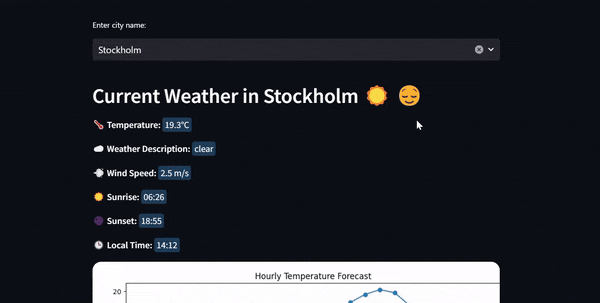 Enter city name:
Stockholm
Current Weather in Stockholm ☀️ 😌
🌡️ Temperature: 19.3°C
☁️ Weather Description: clear
💨 Wind Speed: 2.5 m/s
☀️ Sunrise: 06:26
🌑 Sunset: 18:55
🕒 Local Time: 14:12
Hourly Temperature Forecast
20